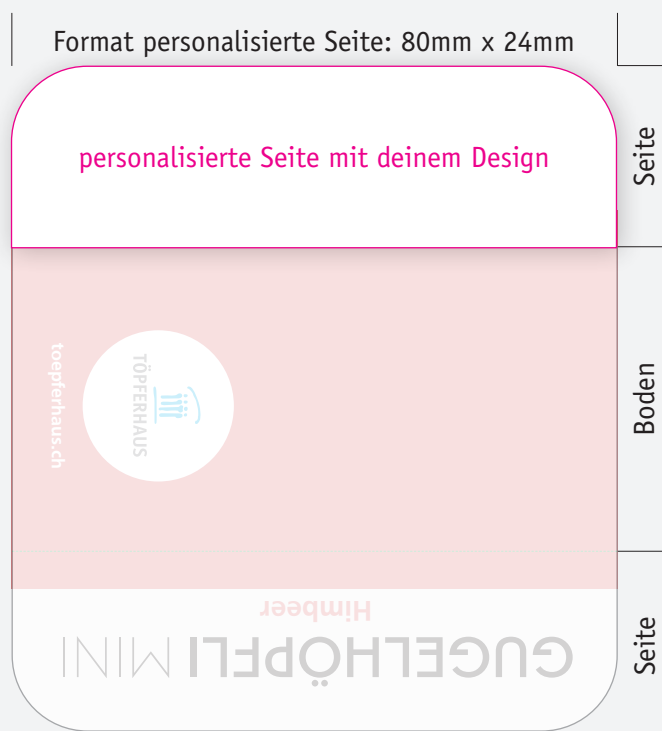 Format personalisierte Seite: 80mm x 24mm
personalisierte Seite mit deinem Design
Seite
toepferhaus.ch
TÖPFERHAUS
Boden
Himbeer
GUGELHÖPFLI MINI
Seite